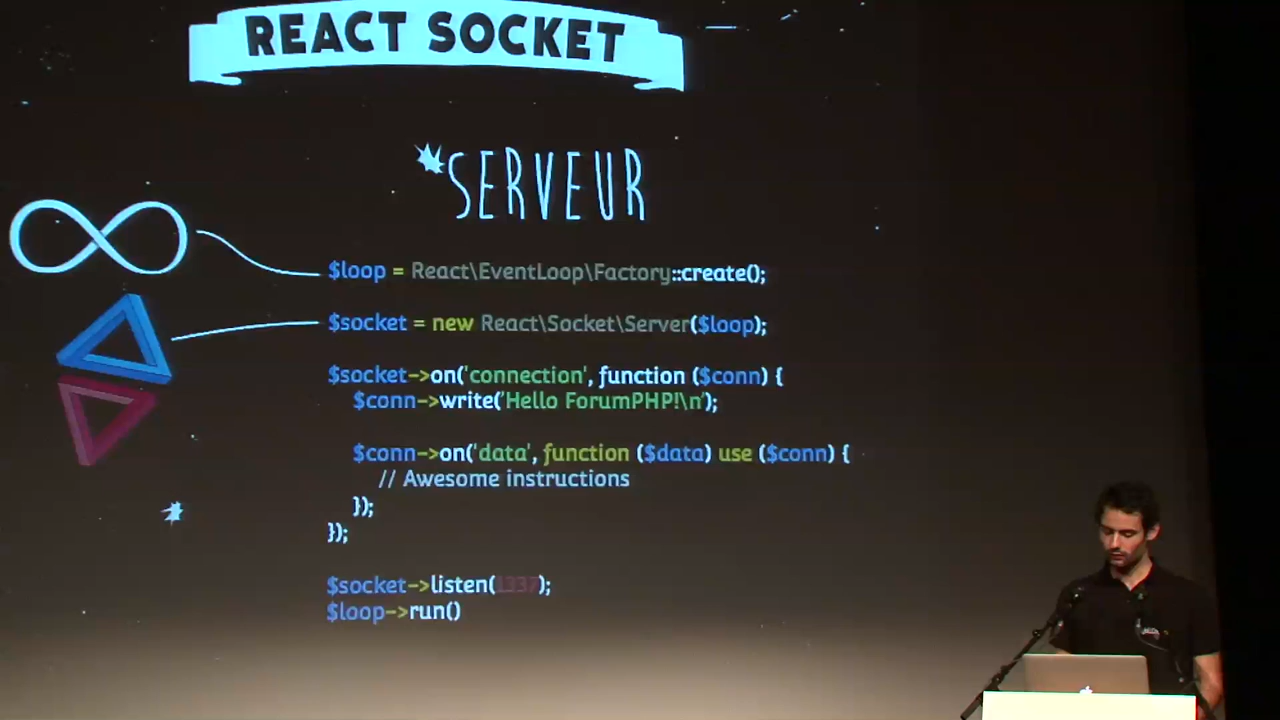 REACT SOCKET
*SERVEUR
$loop = React\EventLoop\Factory::create();
$socket = new React\Socket\Server($loop);
$socket->on('connection', function ($conn) {
$conn->write('Hello ForumPHP!\n');
$conn->on('data', function ($data) use ($conn) {
// Awesome instructions
});
});
$socket->listen(1337);
$loop->run()